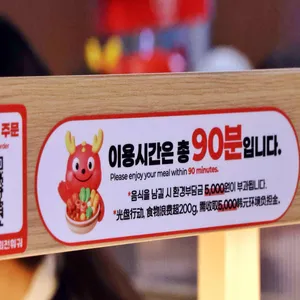 주문
order
이용시간은 총 90분입니다.
Please enjoy your meal within 90 minutes.
*음식을 남길 시 환경부담금 5,000원이 부과됩니다.
*光盘行动, 食物浪费超200g, 需收取5,000韩元环境负担金.